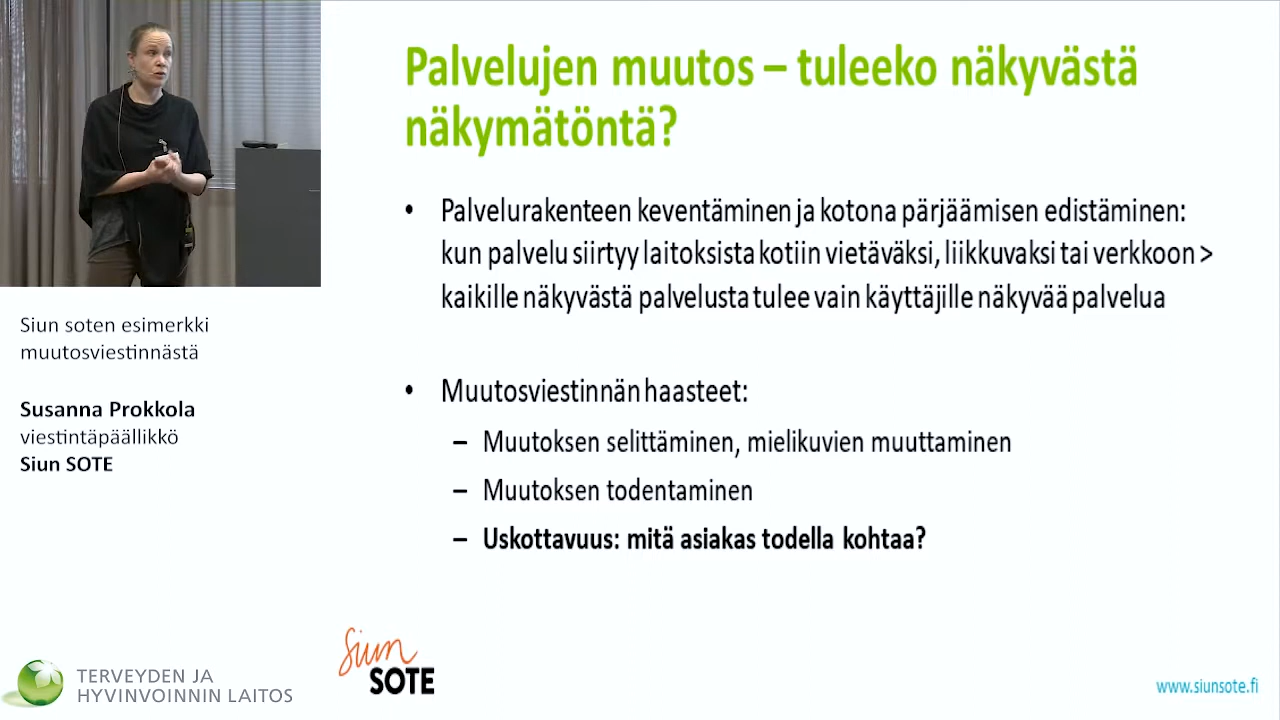 Palvelujen muutos – tuleeko näkyvästä
näkymätöntä?
• Palvelurakenteen keventäminen ja kotona pärjäämisen edistäminen:
kun palvelu siirtyy laitoksista kotiin vietäväksi, liikkuvaksi tai verkkoon >
kaikille näkyvästä palvelusta tulee vain käyttäjille näkyvää palvelua
• Muutosviestinnän haasteet:
– Muutoksen selittäminen, mielikuvien muuttaminen
– Muutoksen todentaminen
– Uskottavuus: mitä asiakas todella kohtaa?
Siun soten esimerkki
muutosviestinnästä
Susanna Prokkola
viestintäpäällikkö
Siun SOTE
TERVEYDEN JA
HYVINVOINNIN LAITOS
Siun
SOTE
www.siunsote.fi